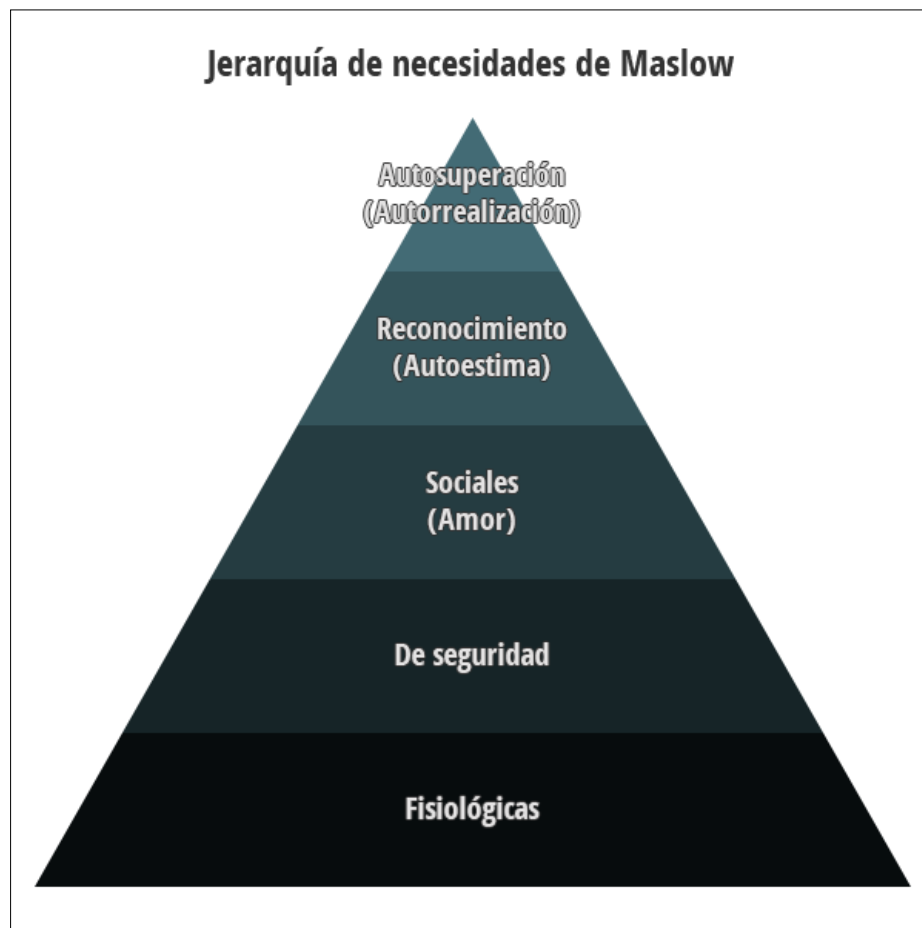 Jerarquía de necesidades de Maslow
Autosuperación
(Autorrealización)
Reconocimiento
(Autoestima)
Sociales
(Amor)
De seguridad
Fisiológicas